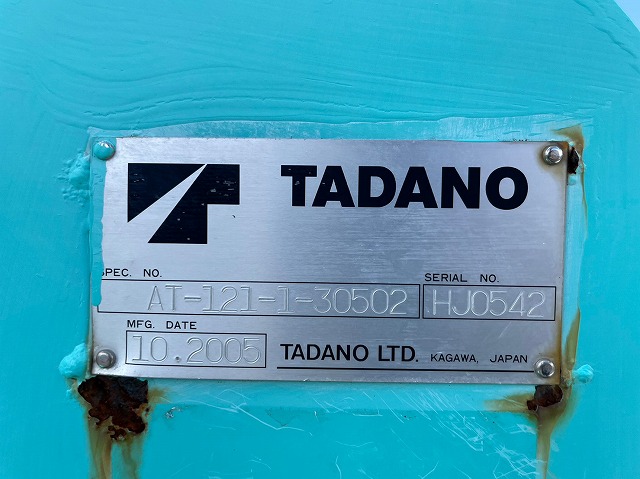 TADANO
SPEC. NO.
AT-121-1-30502
SERIAL NO.
HJ0542
MFG. DATE
10.2005
TADANO LTD. KAGAWA, JAPAN